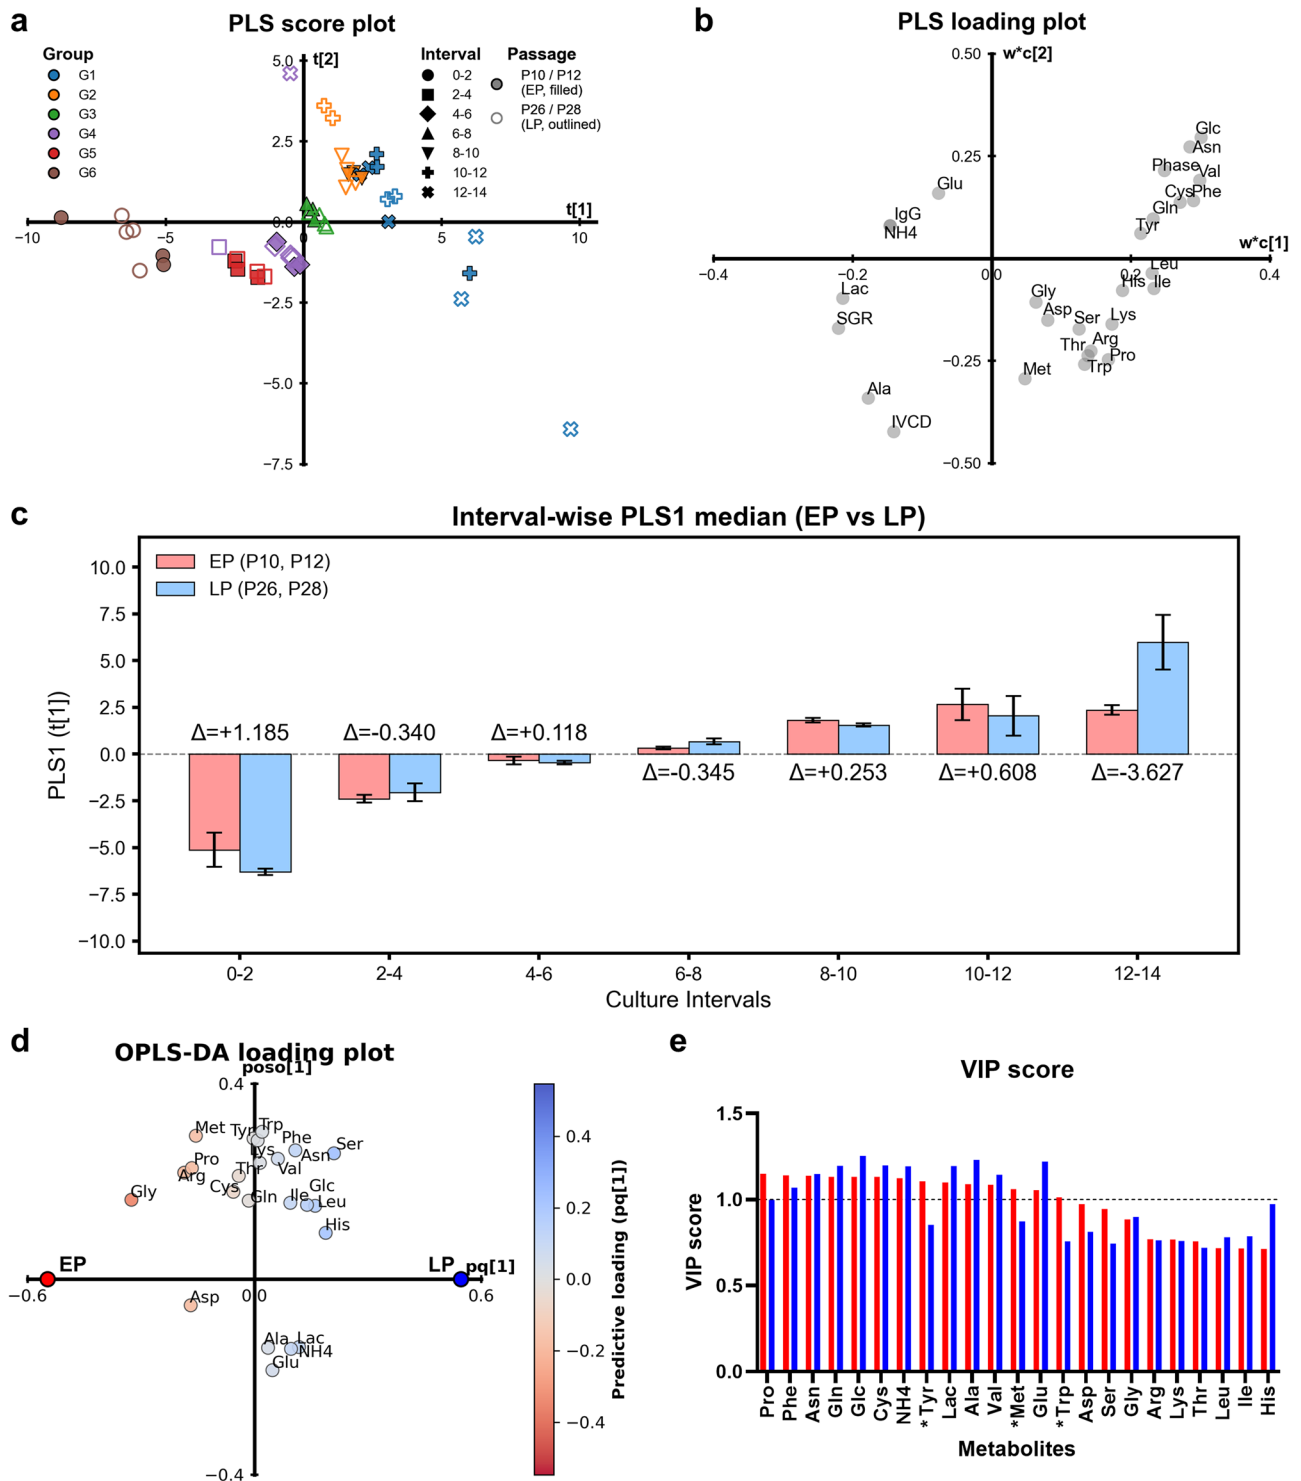 a
PLS score plot
t[2]
Group
G1
G2
G3
G4
G5
G6
Interval
0-2
2-4
4-6
6-8
8-10
10-12
12-14
Passage
P10 / P12
(EP, filled)
P26 / P28
(LP, outlined)
5.0
2.5
0.0
−2.5
−5.0
−7.5
t[1]
−10
−5
0
5
10
b
PLS loading plot
w*c[2]
0.50
0.25
−0.25
−0.50
w*c[1]
−0.4
−0.2
0.0
0.2
0.4
Glc
Asn
Phase
Val
Glu
Cys
Phe
Gln
IgG
Tyr
NH4
Leu
His
Ile
Lac
Gly
Asp
SGR
Ser
Lys
Thr
Arg
Pro
Trp
Met
Ala
IVCD
c
Interval-wise PLS1 median (EP vs LP)
EP (P10, P12)
LP (P26, P28)
PLS1 (t[1])
10.0
7.5
5.0
2.5
0.0
−2.5
−5.0
−7.5
−10.0
Δ=+1.185
Δ=-0.340
Δ=+0.118
Δ=-0.345
Δ=+0.253
Δ=+0.608
Δ=-3.627
0-2
2-4
4-6
6-8
8-10
10-12
12-14
Culture Intervals
d
OPLS-DA loading plot
poso[1]
0.4
−0.4
Met
Tyr
Trp
Phe
Ser
Lys
Asn
Pro
Arg
Thr
Val
Gly
Cys
Gln
Ile
Glc
Leu
His
EP
LP
pq[1]
−0.6
0.0
0.6
Asp
Ala
Lac
NH4
Glu
0.4
0.2
0.0
−0.2
−0.4
Predictive loading (pq[1])
e
VIP score
VIP score
1.5
1.0
0.5
0.0
Pro
Phe
Asn
Gln
Glc
Cys
NH4
* Tyr
Lac
Ala
Val
*Met
Glu
* Trp
Asp
Ser
Gly
Arg
Lys
Thr
Leu
Ile
His
Metabolites